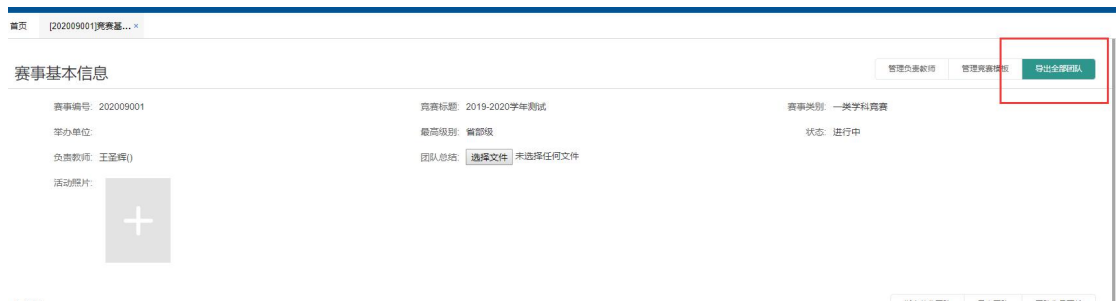 首页 [202009001]竞赛基... ×
赛事基本信息 管理负责教师 管理竞赛模板 导出全部团队
赛事编号: 202009001 竞赛标题: 2019-2020学年测试 赛事类别: 一类学科竞赛
举办单位: 最高级别: 省部级 状态: 进行中
负责教师: 王圣辉() 团队总结: 选择文件 未选择任何文件
活动照片: